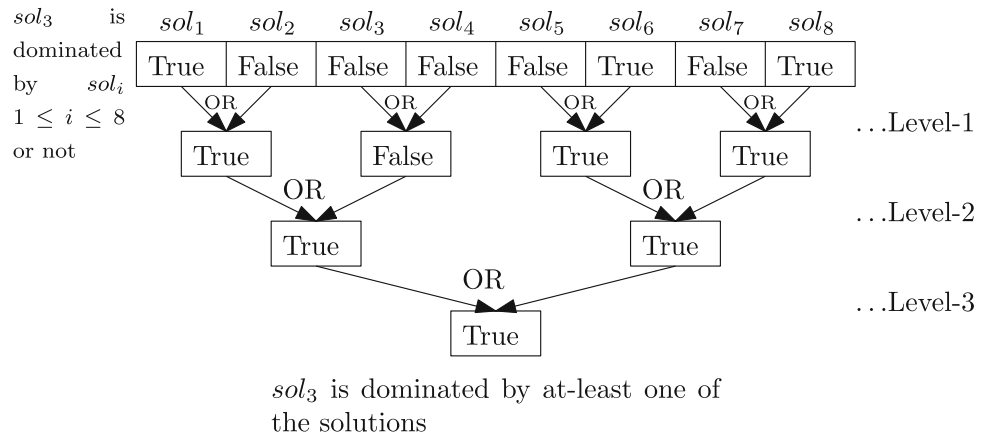 sol₃ is
dominated
by solᵢ
1 ≤ i ≤ 8
or not
sol₁ sol₂ sol₃ sol₄ sol₅ sol₆ sol₇ sol₈
True False False False False True False True
OR OR OR OR
...Level-1
True False True True
OR OR
...Level-2
True True
OR
...Level-3
True
sol₃ is dominated by at-least one of
the solutions